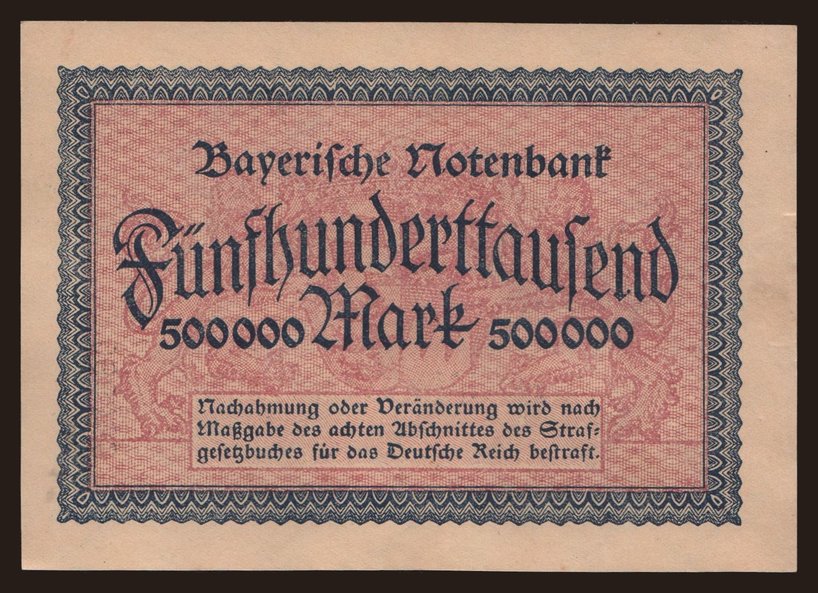 Bayerische Notenbank
Fünfhunderttausend
500000 Mark 500000
Nachahmung oder Veränderung wird nach
Maßgabe des achten Abschnittes des Straf-
gesetzbuches für das Deutsche Reich bestraft.